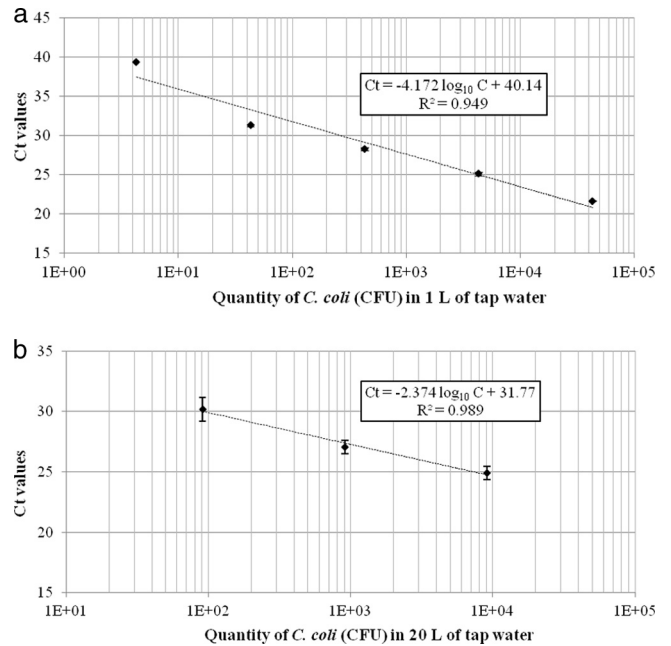 a
45
40
35
30
25
20
15
Ct values
Ct = -4.172 log₁₀ C + 40.14
R² = 0.949
1E+00 1E+01 1E+02 1E+03 1E+04 1E+05
Quantity of C. coli (CFU) in 1 L of tap water
b
35
30
25
20
15
Ct values
Ct = -2.374 log₁₀ C + 31.77
R² = 0.989
1E+01 1E+02 1E+03 1E+04 1E+05
Quantity of C. coli (CFU) in 20 L of tap water